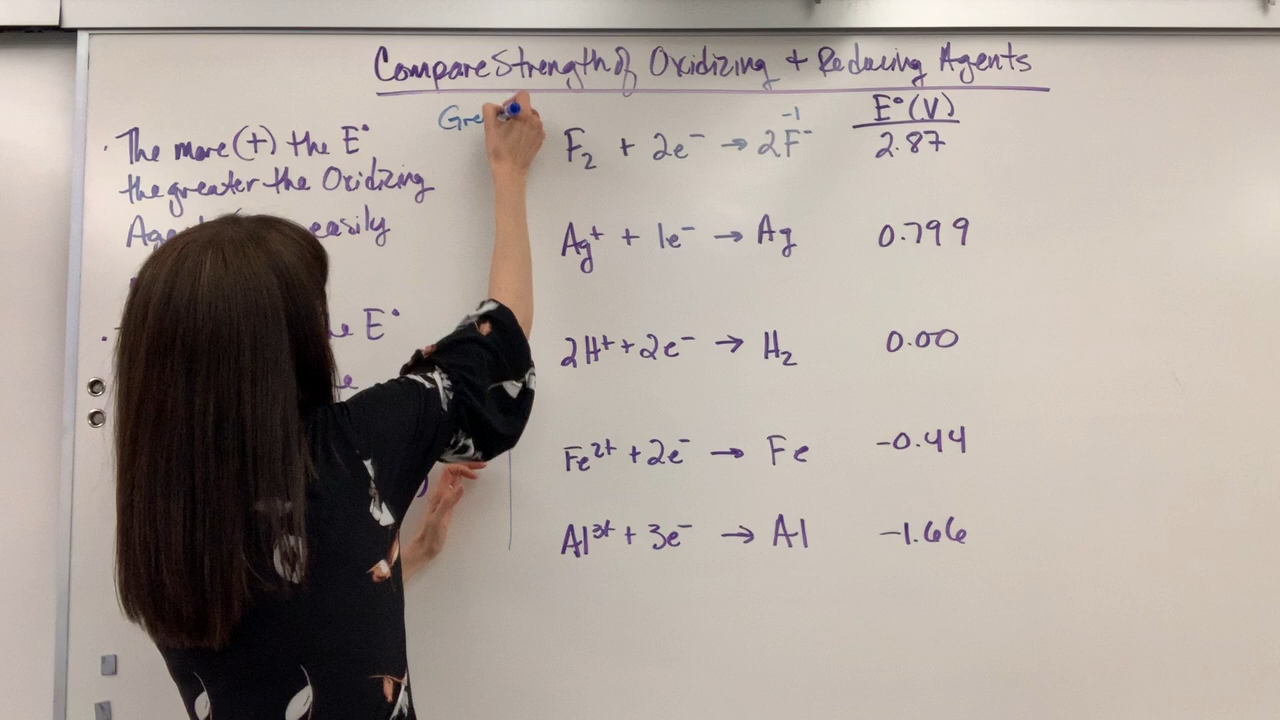 Compare Strength of Oxidizing + Reducing Agents
E°(V)
· The more (+) the E°
the greater the Oxidizing
easily
E°
Gre
F₂ + 2e⁻ → 2F⁻ 2.87
-1
Ag⁺ + 1e⁻ → Ag 0.799
2H⁺ + 2e⁻ → H₂ 0.00
Fe²⁺ + 2e⁻ → Fe -0.44
Al³⁺ + 3e⁻ → Al -1.66